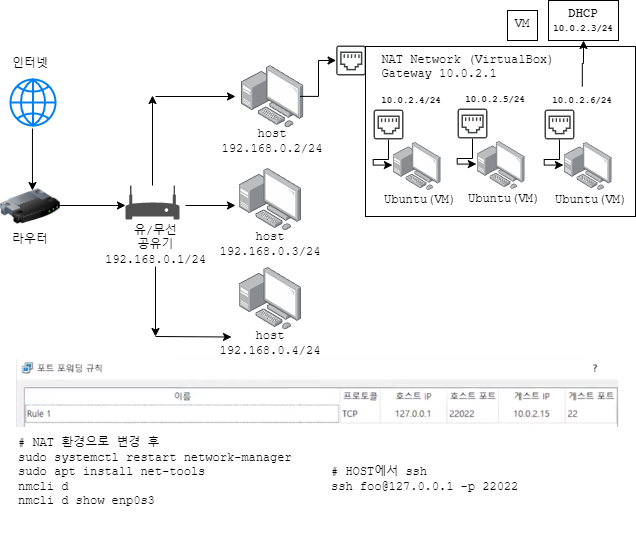 VM
DHCP
10.0.2.3/24
인터넷
NAT Network (VirtualBox)
Gateway 10.0.2.1
10.0.2.4/24
10.0.2.5/24
10.0.2.6/24
host
192.168.0.2/24
Ubuntu(VM)
Ubuntu(VM)
Ubuntu(VM)
라우터
유/무선
공유기
192.168.0.1/24
host
192.168.0.3/24
host
192.168.0.4/24
포트 포워딩 규칙
?
이름 프로토콜 호스트 IP 호스트 포트 게스트 IP 게스트 포트
Rule 1 TCP 127.0.0.1 22022 10.0.2.15 22
# NAT 환경으로 변경 후
sudo systemctl restart network-manager
sudo apt install net-tools
nmcli d
nmcli d show enp0s3
# HOST에서 ssh
ssh foo@127.0.0.1 -p 22022